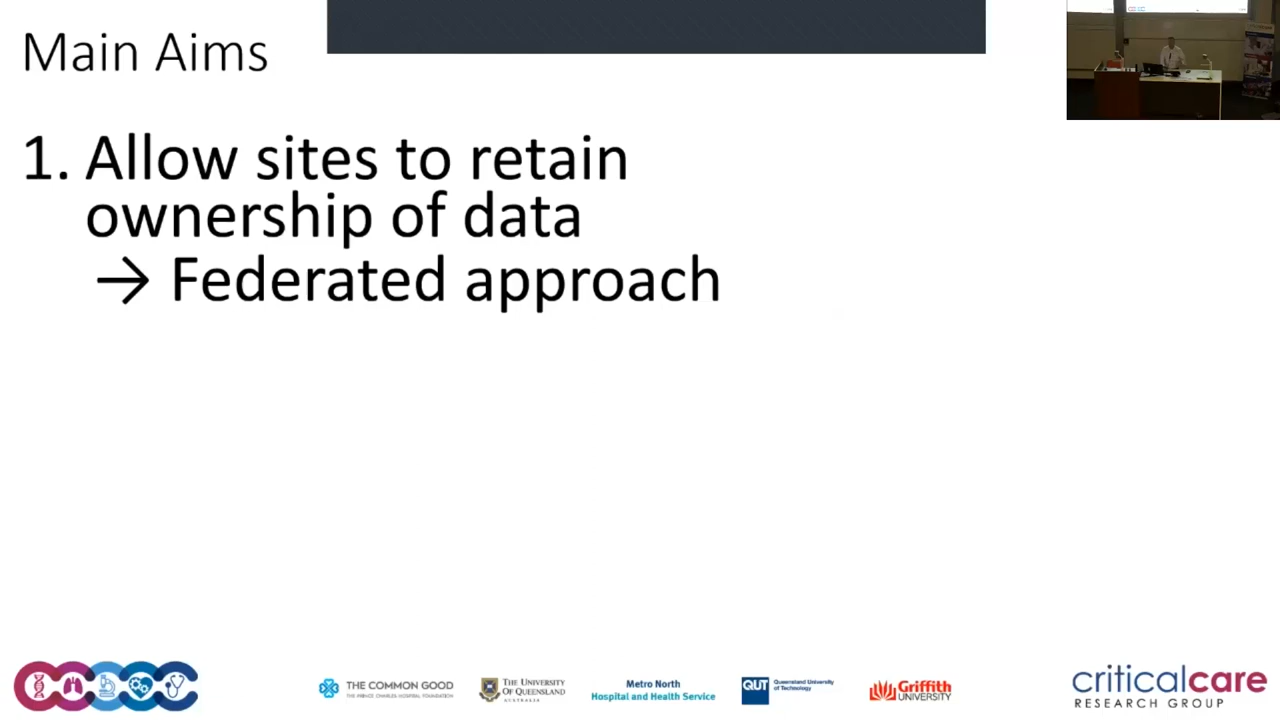 Main Aims
1. Allow sites to retain
ownership of data
→ Federated approach
THE COMMON GOOD
THE PRINCE CHARLES HOSPITAL FOUNDATION
THE UNIVERSITY
OF QUEENSLAND
AUSTRALIA
Metro North
Hospital and Health Service
QUT
Queensland University
of Technology
Griffith
UNIVERSITY
criticalcare
RESEARCH GROUP